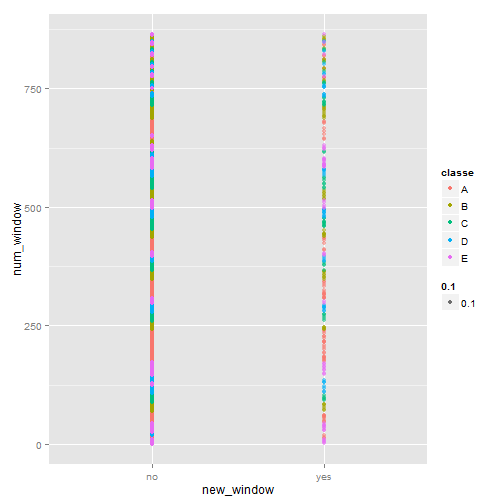 num_window
750
500
250
0
no
yes
new_window
classe
A
B
C
D
E
0.1
0.1